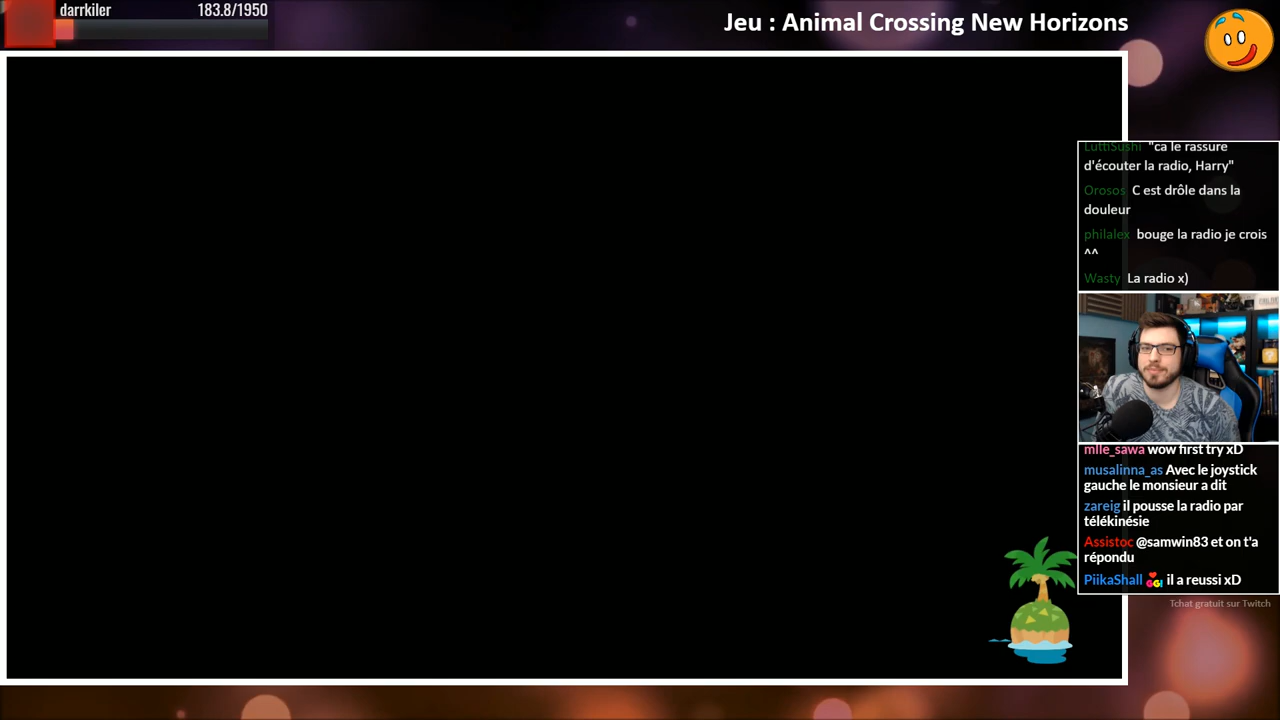 darrkiler 183.8/1950
Jeu : Animal Crossing New Horizons
LuttiSushi "ca le rassure
d'écouter la radio, Harry"
Orosos C est drôle dans la
douleur
philalex bouge la radio je crois
^^
Wasty La radio x)
mlle_sawa wow first try xD
musalinna_as Avec le joystick
gauche le monsieur a dit
zareig il pousse la radio par
télékinésie
Assistoc @samwin83 et on t'a
répondu
PiikaShall GG! il a reussi xD
Tchat gratuit sur Twitch